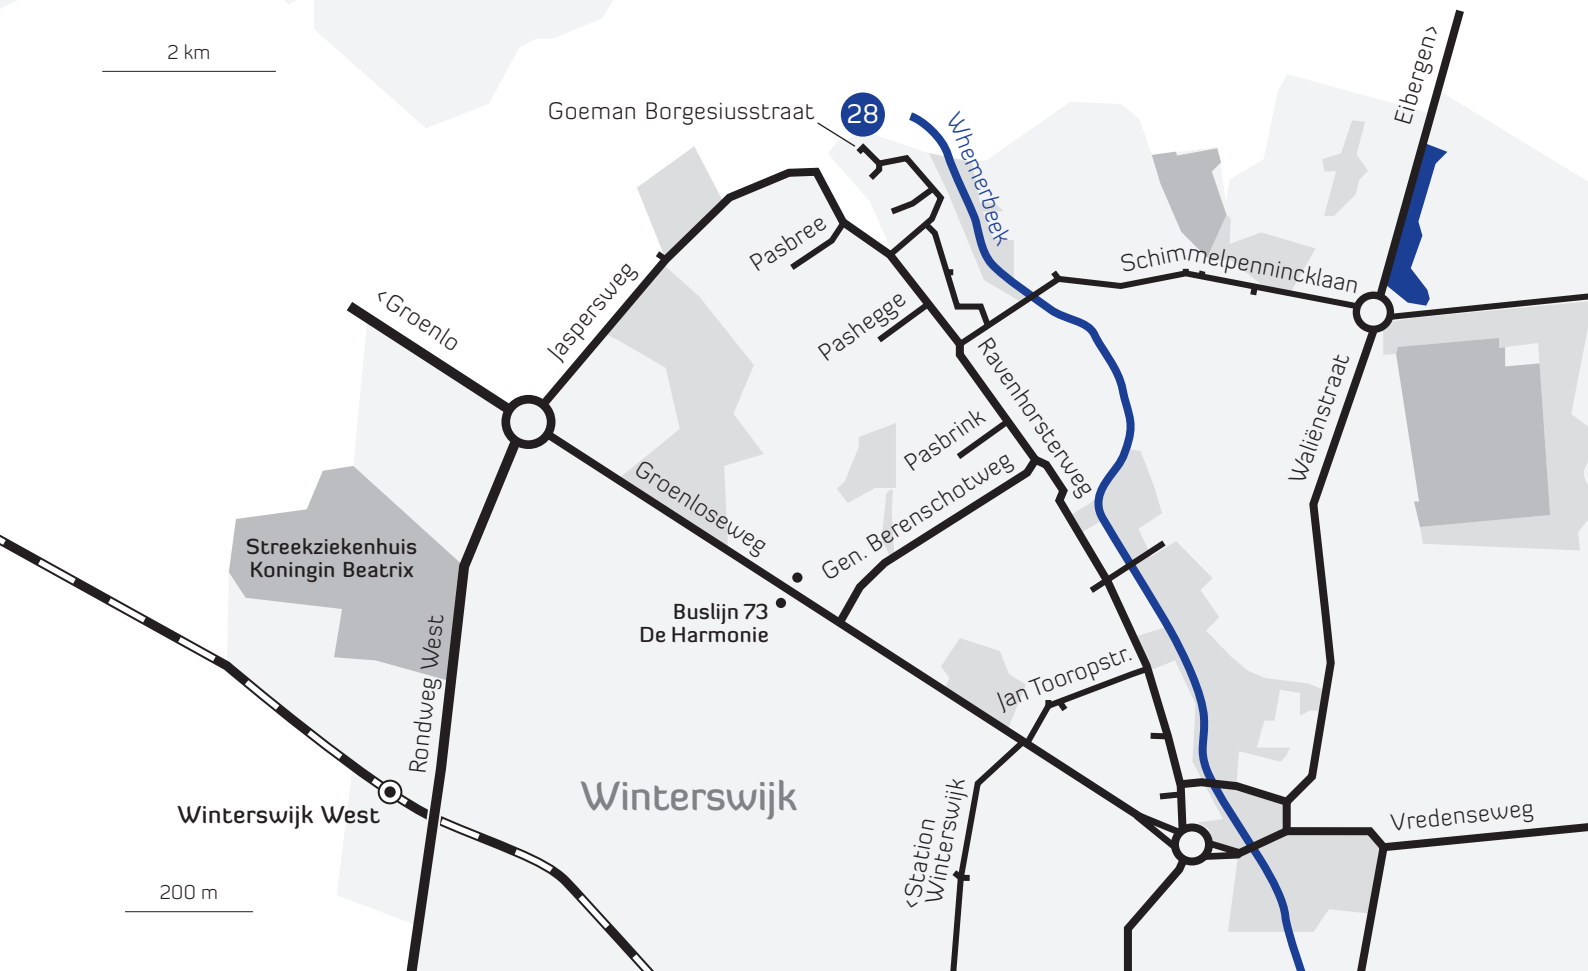 2 km
Goeman Borgesiusstraat
28
Whemerbeek
Eibergen>
Pasbree
Schimmelpennincklaan
<Groenlo
Jaspersweg
Pashegge
Ravenhorsterweg
Waliënstraat
Pasbrink
Groenloseweg
Gen. Berenschotweg
Streekziekenhuis
Koningin Beatrix
Buslijn 73
De Harmonie
Rondweg West
Jan Tooropstr.
Winterswijk
Winterswijk West
<Station
Winterswijk
Vredenseweg
200 m